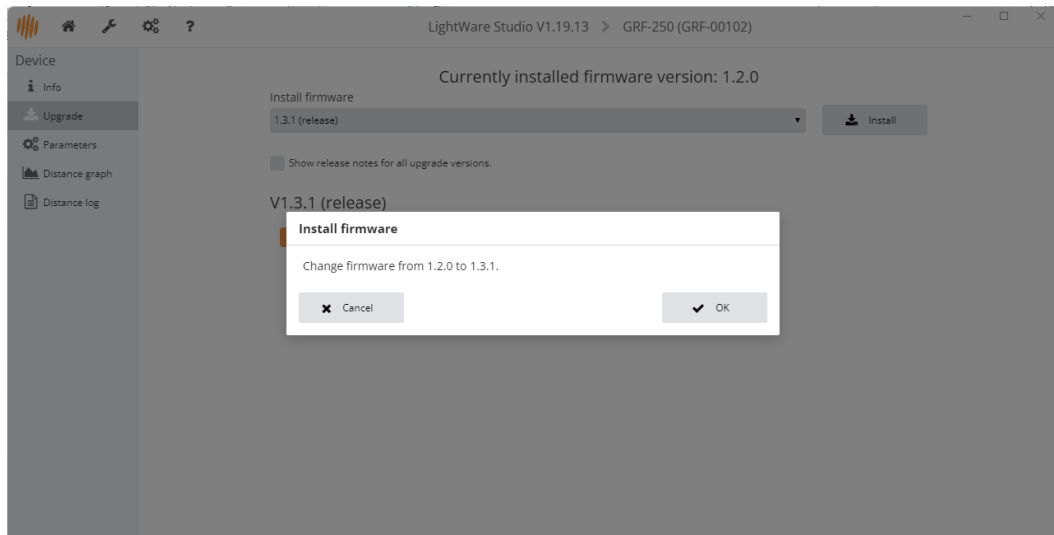 ?
LightWare Studio V1.19.13 > GRF-250 (GRF-00102)
Device
Info
Upgrade
Parameters
Distance graph
Distance log
Currently installed firmware version: 1.2.0
Install firmware
1.3.1 (release)
Install
Show release notes for all upgrade versions.
V1.3.1 (release)
Install firmware
Change firmware from 1.2.0 to 1.3.1.
Cancel
OK